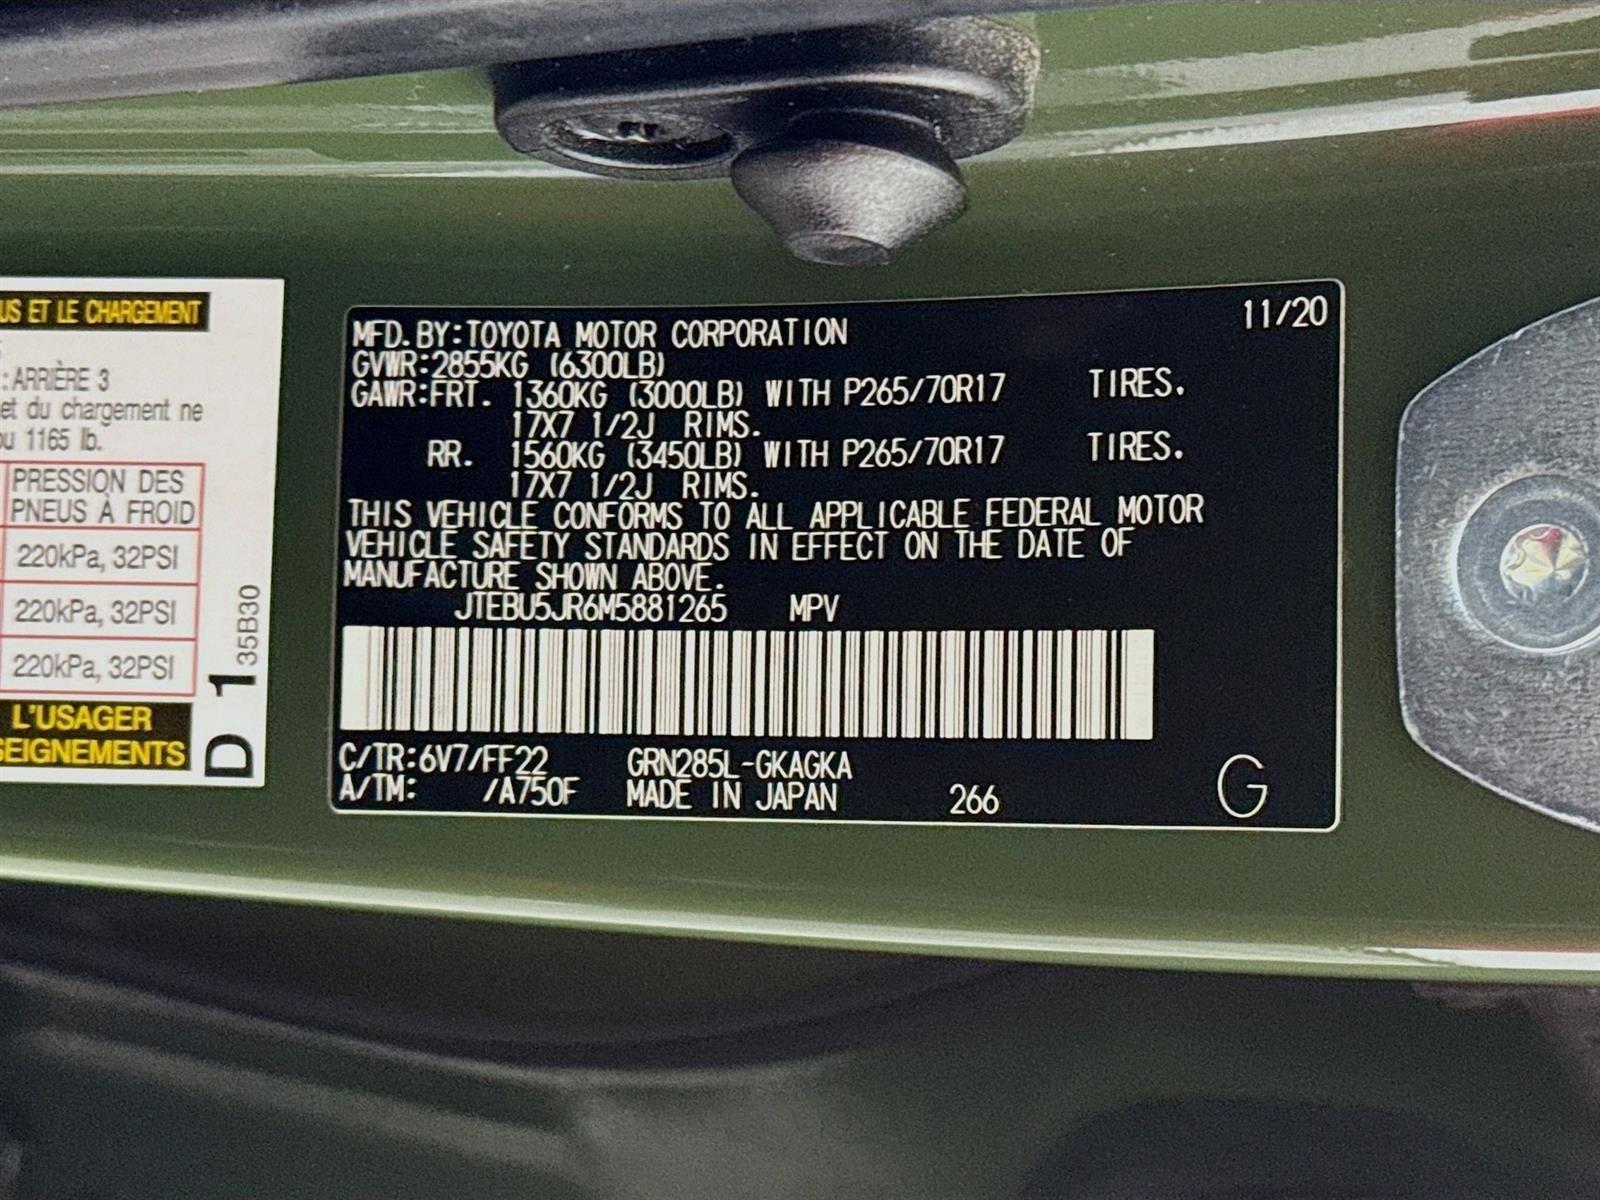 US ET LE CHARGEMENT
: ARRIÈRE 3
et du chargement ne
ou 1165 lb.
PRESSION DES
PNEUS À FROID
220kPa, 32PSI
220kPa, 32PSI
220kPa, 32PSI
L'USAGER
SEIGNEMENTS
D 1 35B30
11/20
MFD. BY:TOYOTA MOTOR CORPORATION
GVWR:2855KG (6300LB)
GAWR:FRT. 1360KG (3000LB) WITH P265/70R17 TIRES.
17X7 1/2J RIMS.
RR. 1560KG (3450LB) WITH P265/70R17 TIRES.
17X7 1/2J RIMS.
THIS VEHICLE CONFORMS TO ALL APPLICABLE FEDERAL MOTOR
VEHICLE SAFETY STANDARDS IN EFFECT ON THE DATE OF
MANUFACTURE SHOWN ABOVE.
JTEBU5JR6M5881265 MPV
C/TR:6V7/FF22 GRN285L-GKAGKA
A/TM: /A750F MADE IN JAPAN 266 G